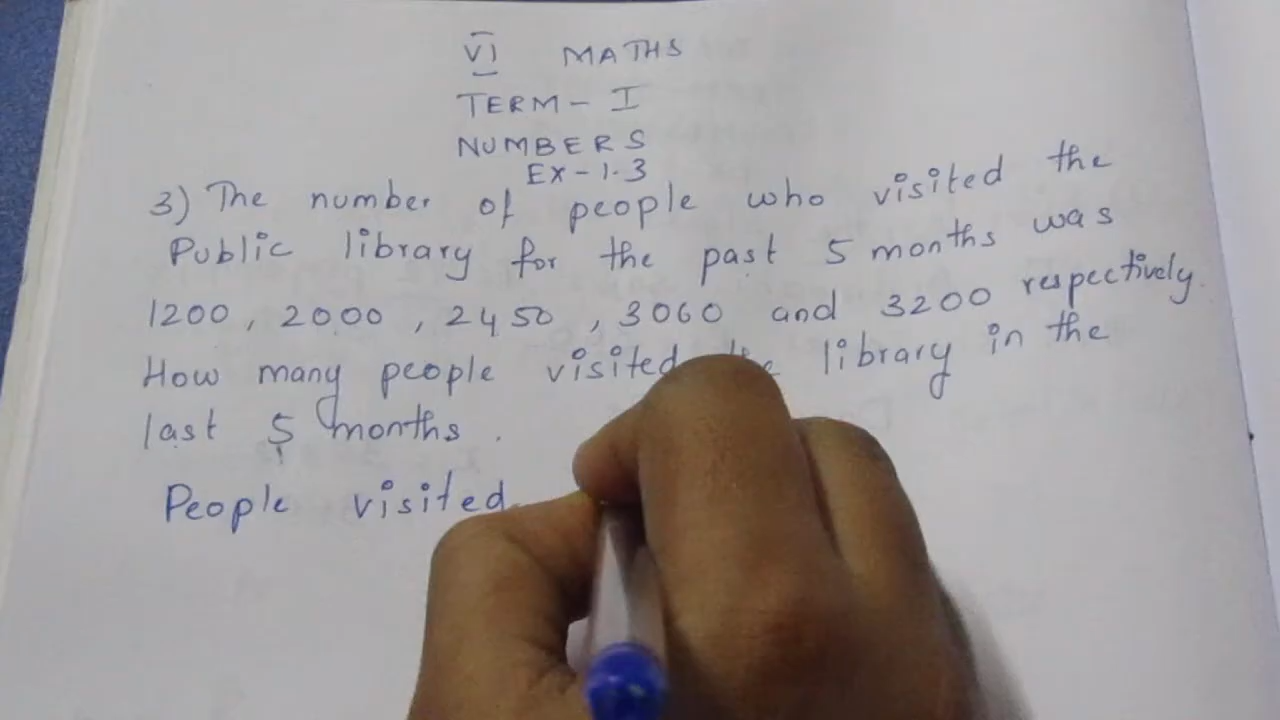 VI MATHS
TERM - I
NUMBERS
EX - 1.3
3) The number of people who visited the
Public library for the past 5 months was
1200, 2000, 2450, 3060 and 3200 respectively.
How many people visited the library in the
last 5 months.
People visited